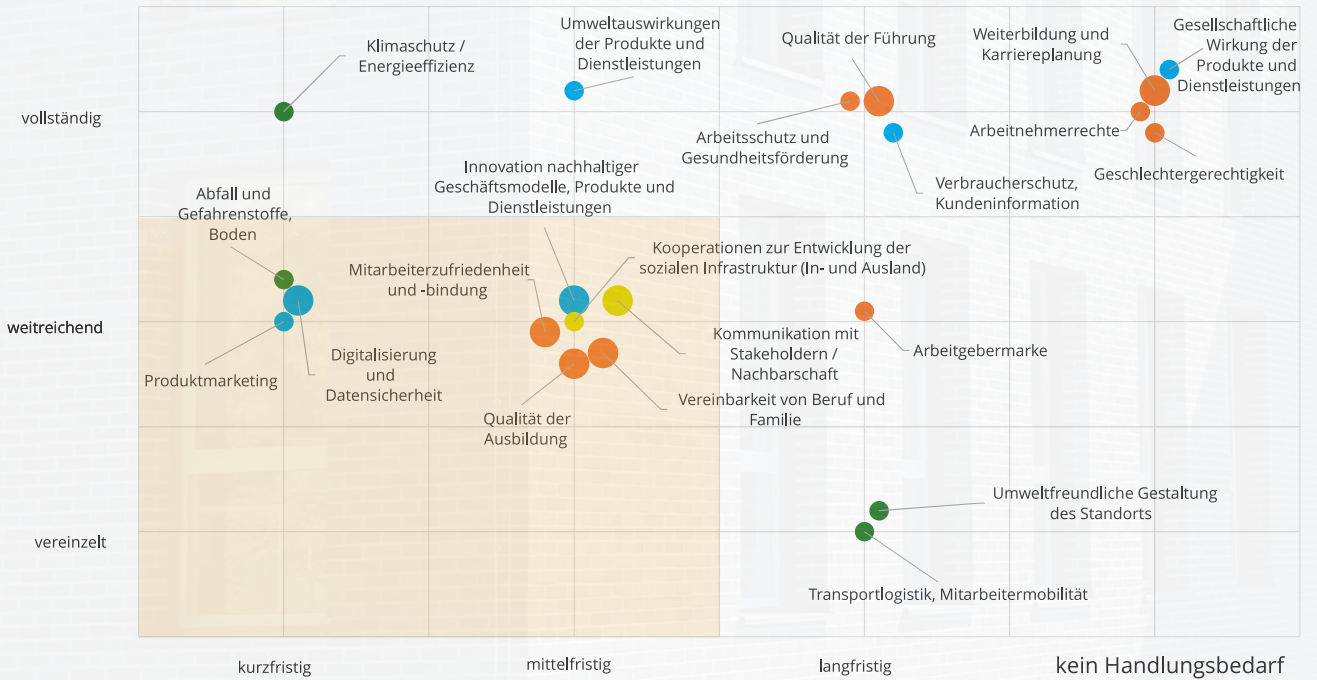 Umweltauswirkungen
der Produkte und
Dienstleistungen
Klimaschutz /
Energieeffizienz
Qualität der Führung
Weiterbildung und
Karriereplanung
Gesellschaftliche
Wirkung der
Produkte und
Dienstleistungen
vollständig
Arbeitsschutz und
Gesundheitsförderung
Arbeitnehmerrechte
Geschlechtergerechtigkeit
Verbraucherschutz,
Kundeninformation
Innovation nachhaltiger
Geschäftsmodelle, Produkte und
Dienstleistungen
Abfall und
Gefahrenstoffe,
Boden
Kooperationen zur Entwicklung der
sozialen Infrastruktur (In- und Ausland)
Mitarbeiterzufriedenheit
und -bindung
weitreichend
Kommunikation mit
Stakeholdern /
Nachbarschaft
Arbeitgebermarke
Digitalisierung
und
Datensicherheit
Produktmarketing
Vereinbarkeit von Beruf und
Familie
Qualität der
Ausbildung
Umweltfreundliche Gestaltung
des Standorts
vereinzelt
Transportlogistik, Mitarbeitermobilität
kurzfristig
mittelfristig
langfristig
kein Handlungsbedarf